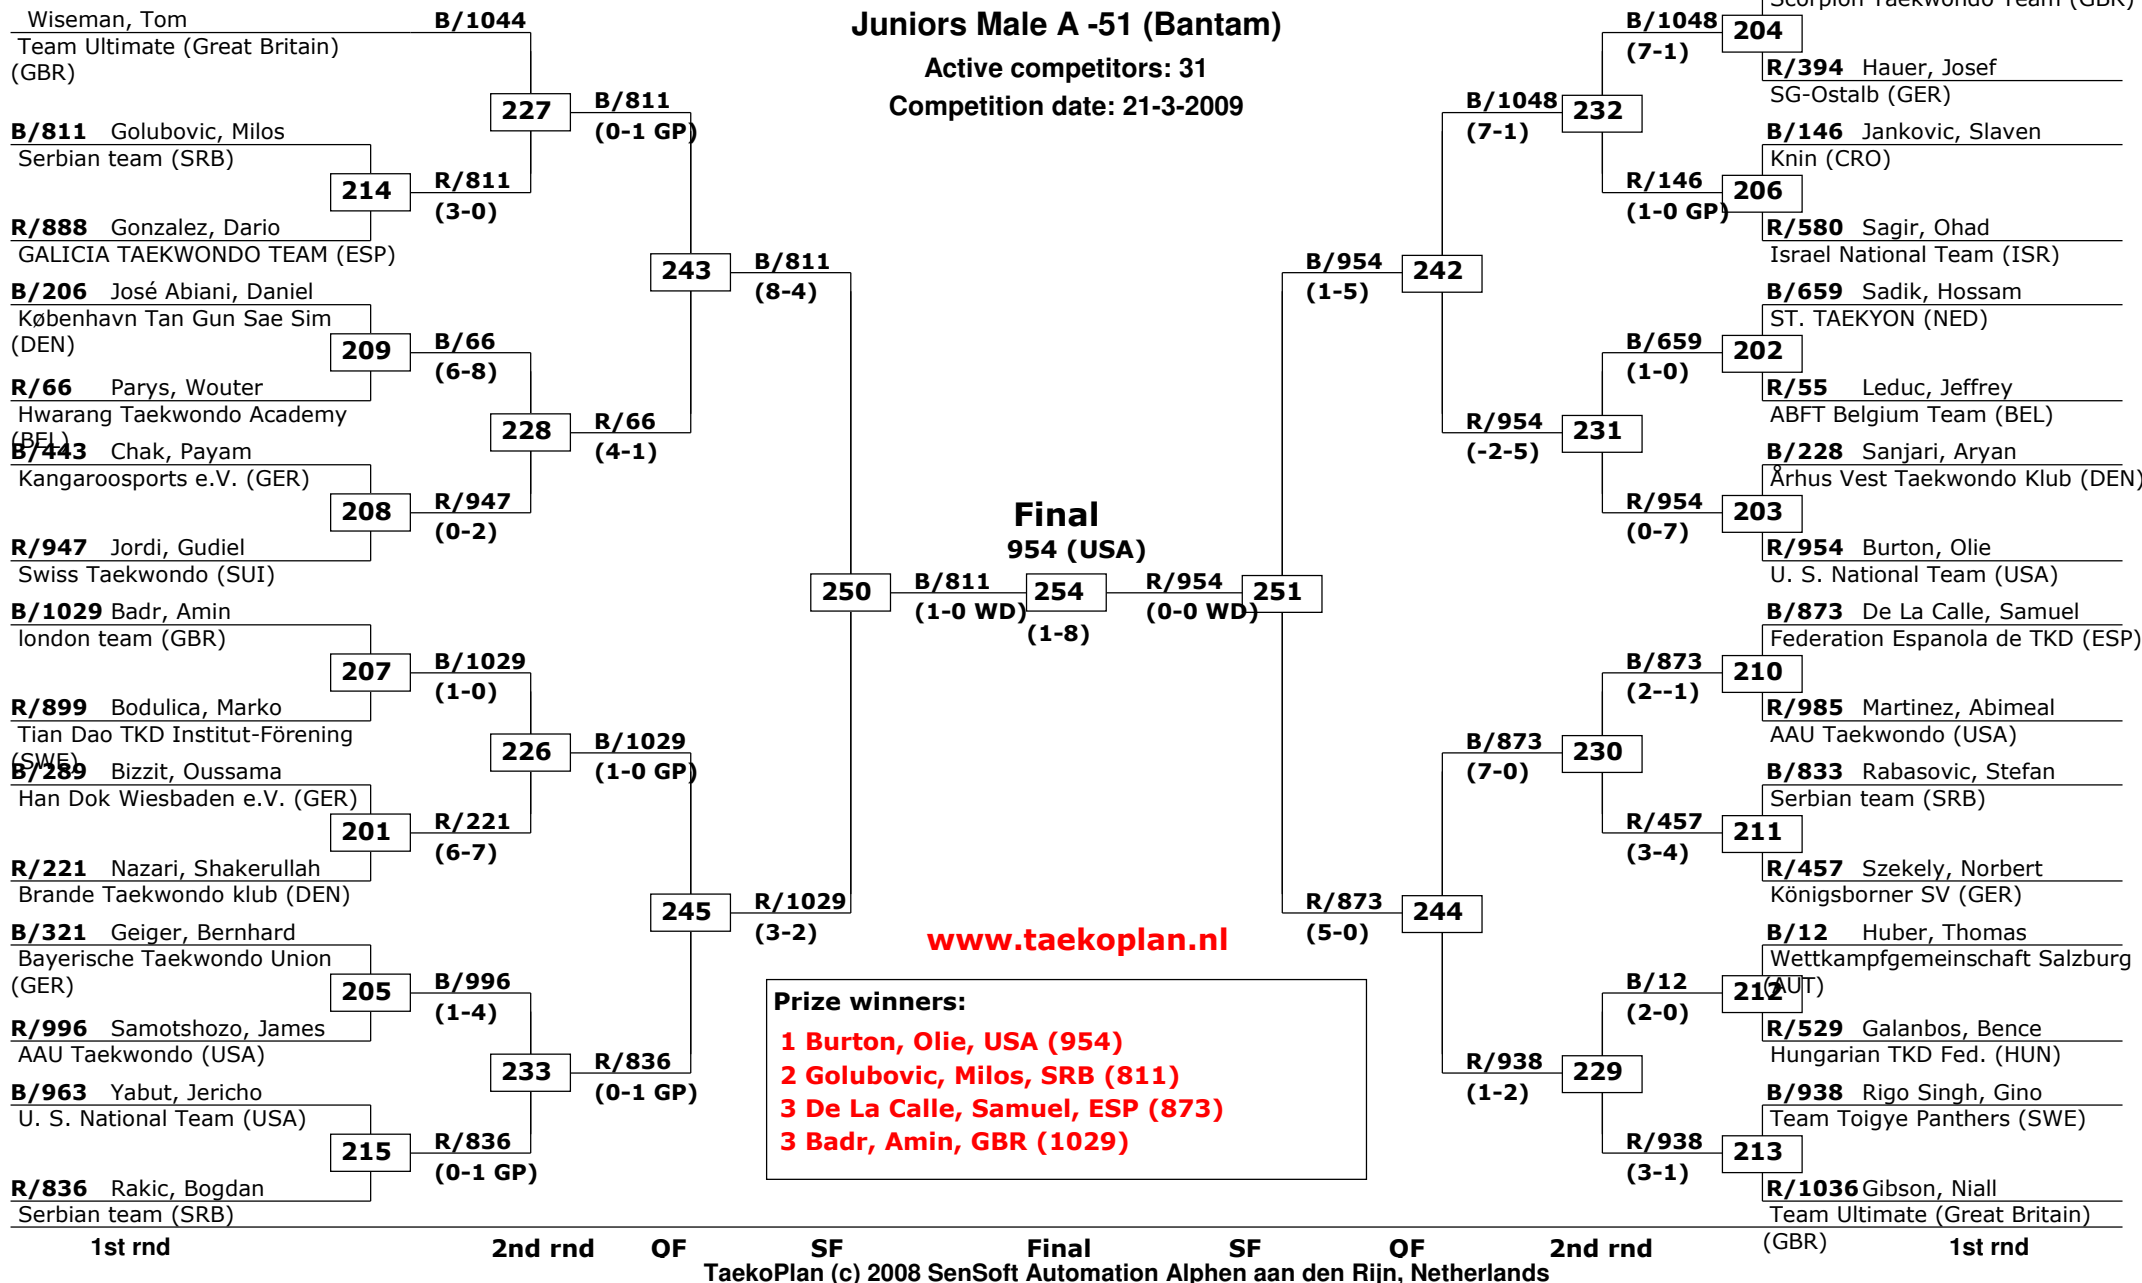 Juniors Male A -51 (Bantam)
Active competitors: 31
Competition date: 21-3-2009
Wiseman, Tom
Team Ultimate (Great Britain)
(GBR)
B/811 Golubovic, Milos
Serbian team (SRB)
R/888 Gonzalez, Dario
GALICIA TAEKWONDO TEAM (ESP)
B/206 José Abiani, Daniel
København Tan Gun Sae Sim
(DEN)
R/66 Parys, Wouter
Hwarang Taekwondo Academy
(BEL)
B/443 Chak, Payam
Kangaroosports e.V. (GER)
R/947 Jordi, Gudiel
Swiss Taekwondo (SUI)
B/1029 Badr, Amin
london team (GBR)
R/899 Bodulica, Marko
Tian Dao TKD Institut-Förening
(SWE)
B/289 Bizzit, Oussama
Han Dok Wiesbaden e.V. (GER)
R/221 Nazari, Shakerullah
Brande Taekwondo klub (DEN)
B/321 Geiger, Bernhard
Bayerische Taekwondo Union
(GER)
R/996 Samotshozo, James
AAU Taekwondo (USA)
B/963 Yabut, Jericho
U. S. National Team (USA)
R/836 Rakic, Bogdan
Serbian team (SRB)
214
209
208
207
201
205
215
B/1044
R/811
(3-0)
B/66
(6-8)
R/947
(0-2)
B/1029
(1-0)
R/221
(6-7)
B/996
(1-4)
R/836
(0-1 GP)
227
228
226
233
B/811
(0-1 GP)
R/66
(4-1)
B/1029
(1-0 GP)
R/836
(0-1 GP)
243
245
B/811
(8-4)
R/1029
(3-2)
250
B/811
(1-0 WD)
Final
954 (USA)
254
(1-8)
R/954
(0-0 WD)
251
B/954
(1-5)
R/873
(5-0)
242
244
B/1048
(7-1)
R/954
(-2-5)
B/873
(7-0)
R/938
(1-2)
232
231
230
229
B/1048
(7-1)
R/146
(1-0 GP)
B/659
(1-0)
R/954
(0-7)
B/873
(2--1)
R/457
(3-4)
B/12
(2-0)
R/938
(3-1)
204
206
202
203
210
211
212
213
Scorpion Taekwondo Team (GBR)
R/394 Hauer, Josef
SG-Ostalb (GER)
B/146 Jankovic, Slaven
Knin (CRO)
R/580 Sagir, Ohad
Israel National Team (ISR)
B/659 Sadik, Hossam
ST. TAEKYON (NED)
R/55 Leduc, Jeffrey
ABFT Belgium Team (BEL)
B/228 Sanjari, Aryan
Århus Vest Taekwondo Klub (DEN)
R/954 Burton, Olie
U. S. National Team (USA)
B/873 De La Calle, Samuel
Federation Espanola de TKD (ESP)
R/985 Martinez, Abimeal
AAU Taekwondo (USA)
B/833 Rabasovic, Stefan
Serbian team (SRB)
R/457 Szekely, Norbert
Königsborner SV (GER)
B/12 Huber, Thomas
Wettkampfgemeinschaft Salzburg
(AUT)
R/529 Galanbos, Bence
Hungarian TKD Fed. (HUN)
B/938 Rigo Singh, Gino
Team Toigye Panthers (SWE)
R/1036 Gibson, Niall
Team Ultimate (Great Britain)
(GBR)
www.taekoplan.nl
Prize winners:
1 Burton, Olie, USA (954)
2 Golubovic, Milos, SRB (811)
3 De La Calle, Samuel, ESP (873)
3 Badr, Amin, GBR (1029)
1st rnd 2nd rnd QF SF Final SF QF 2nd rnd 1st rnd
TaekoPlan (c) 2008 SenSoft Automation Alphen aan den Rijn, Netherlands